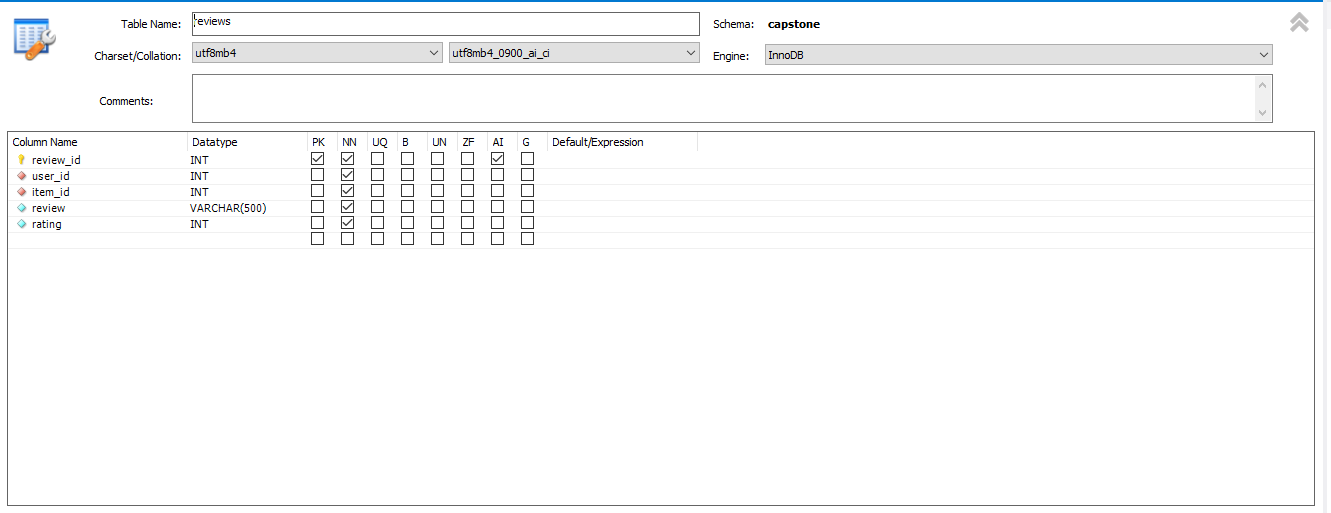 Table Name: reviews Schema: capstone
Charset/Collation: utf8mb4 utf8mb4_0900_ai_ci Engine: InnoDB
Comments:
Column Name Datatype PK NN UQ B UN ZF AI G Default/Expression
review_id INT
user_id INT
item_id INT
review VARCHAR(500)
rating INT